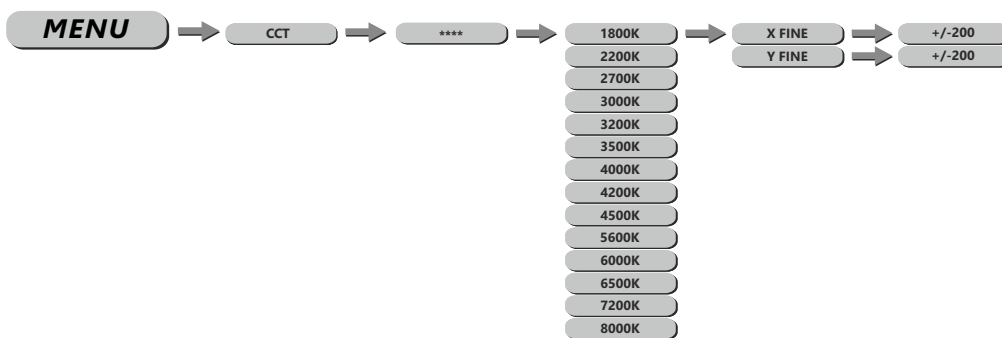 MENU CCT **** 1800K X FINE +/-200
2200K Y FINE +/-200
2700K
3000K
3200K
3500K
4000K
4200K
4500K
5600K
6000K
6500K
7200K
8000K